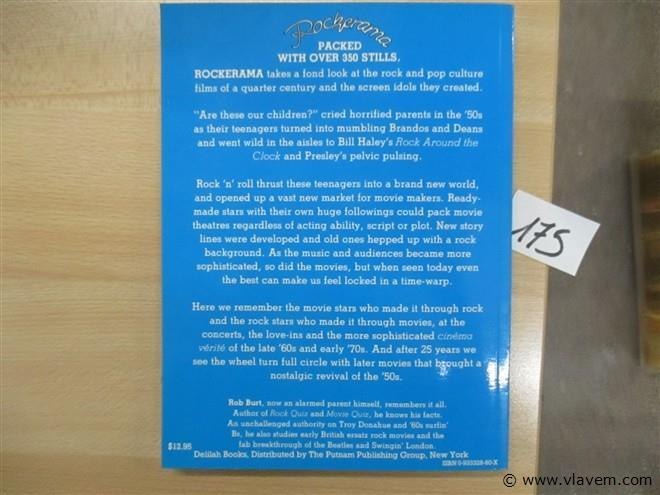 Rockerama
PACKED
WITH OVER 350 STILLS.
ROCKERAMA takes a fond look at the rock and pop culture
films of a quarter century and the screen idols they created.
"Are these our children?" cried horrified parents in the '50s
as their teenagers turned into mumbling Brandos and Deans
and went wild in the aisles to Bill Haley's Rock Around the
Clock and Presley's pelvic pulsing.
Rock 'n' roll thrust these teenagers into a brand new world,
and opened up a vast new market for movie makers. Ready-
made stars with their own huge followings could pack movie
theatres regardless of acting ability, script or plot. New story
lines were developed and old ones hepped up with a rock
background. As the music and audiences became more
sophisticated, so did the movies, but when seen today even
the best can make us feel locked in a time-warp.
Here we remember the movie stars who made it through rock
and the rock stars who made it through movies, at the
concerts, the love-ins and the more sophisticated cinéma
vérité of the late '60s and early '70s. And after 25 years we
see the wheel turn full circle with later movies that brought a
nostalgic revival of the '50s.
Rob Burt, now an alarmed parent himself, remembers it all.
Author of Rock Quiz and Movie Quiz, he knows his facts.
An unchallenged authority on Troy Donahue and '60s surfin'
Bs, he also studies early British ersatz rock movies and the
fab breakthrough of the Beatles and Swingin' London.
$12.95
Delilah Books, Distributed by The Putnam Publishing Group, New York
ISBN 0-933328-60-X
175
© www.vlavem.com